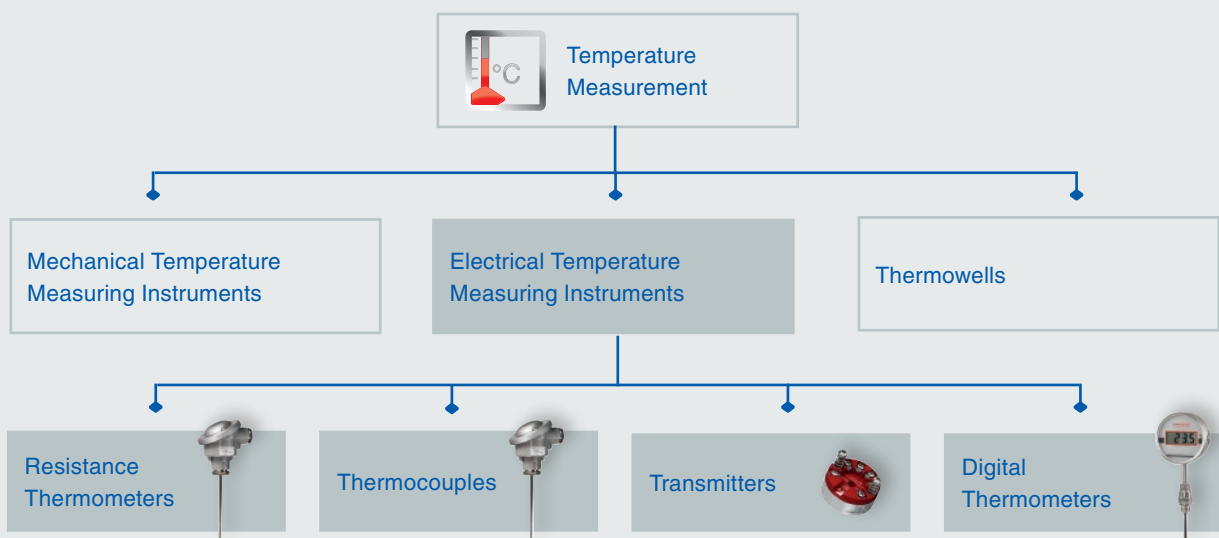 °C
Temperature
Measurement
Mechanical Temperature
Measuring Instruments
Electrical Temperature
Measuring Instruments
Thermowells
Resistance
Thermometers
Thermocouples
Transmitters
Digital
Thermometers
23.5